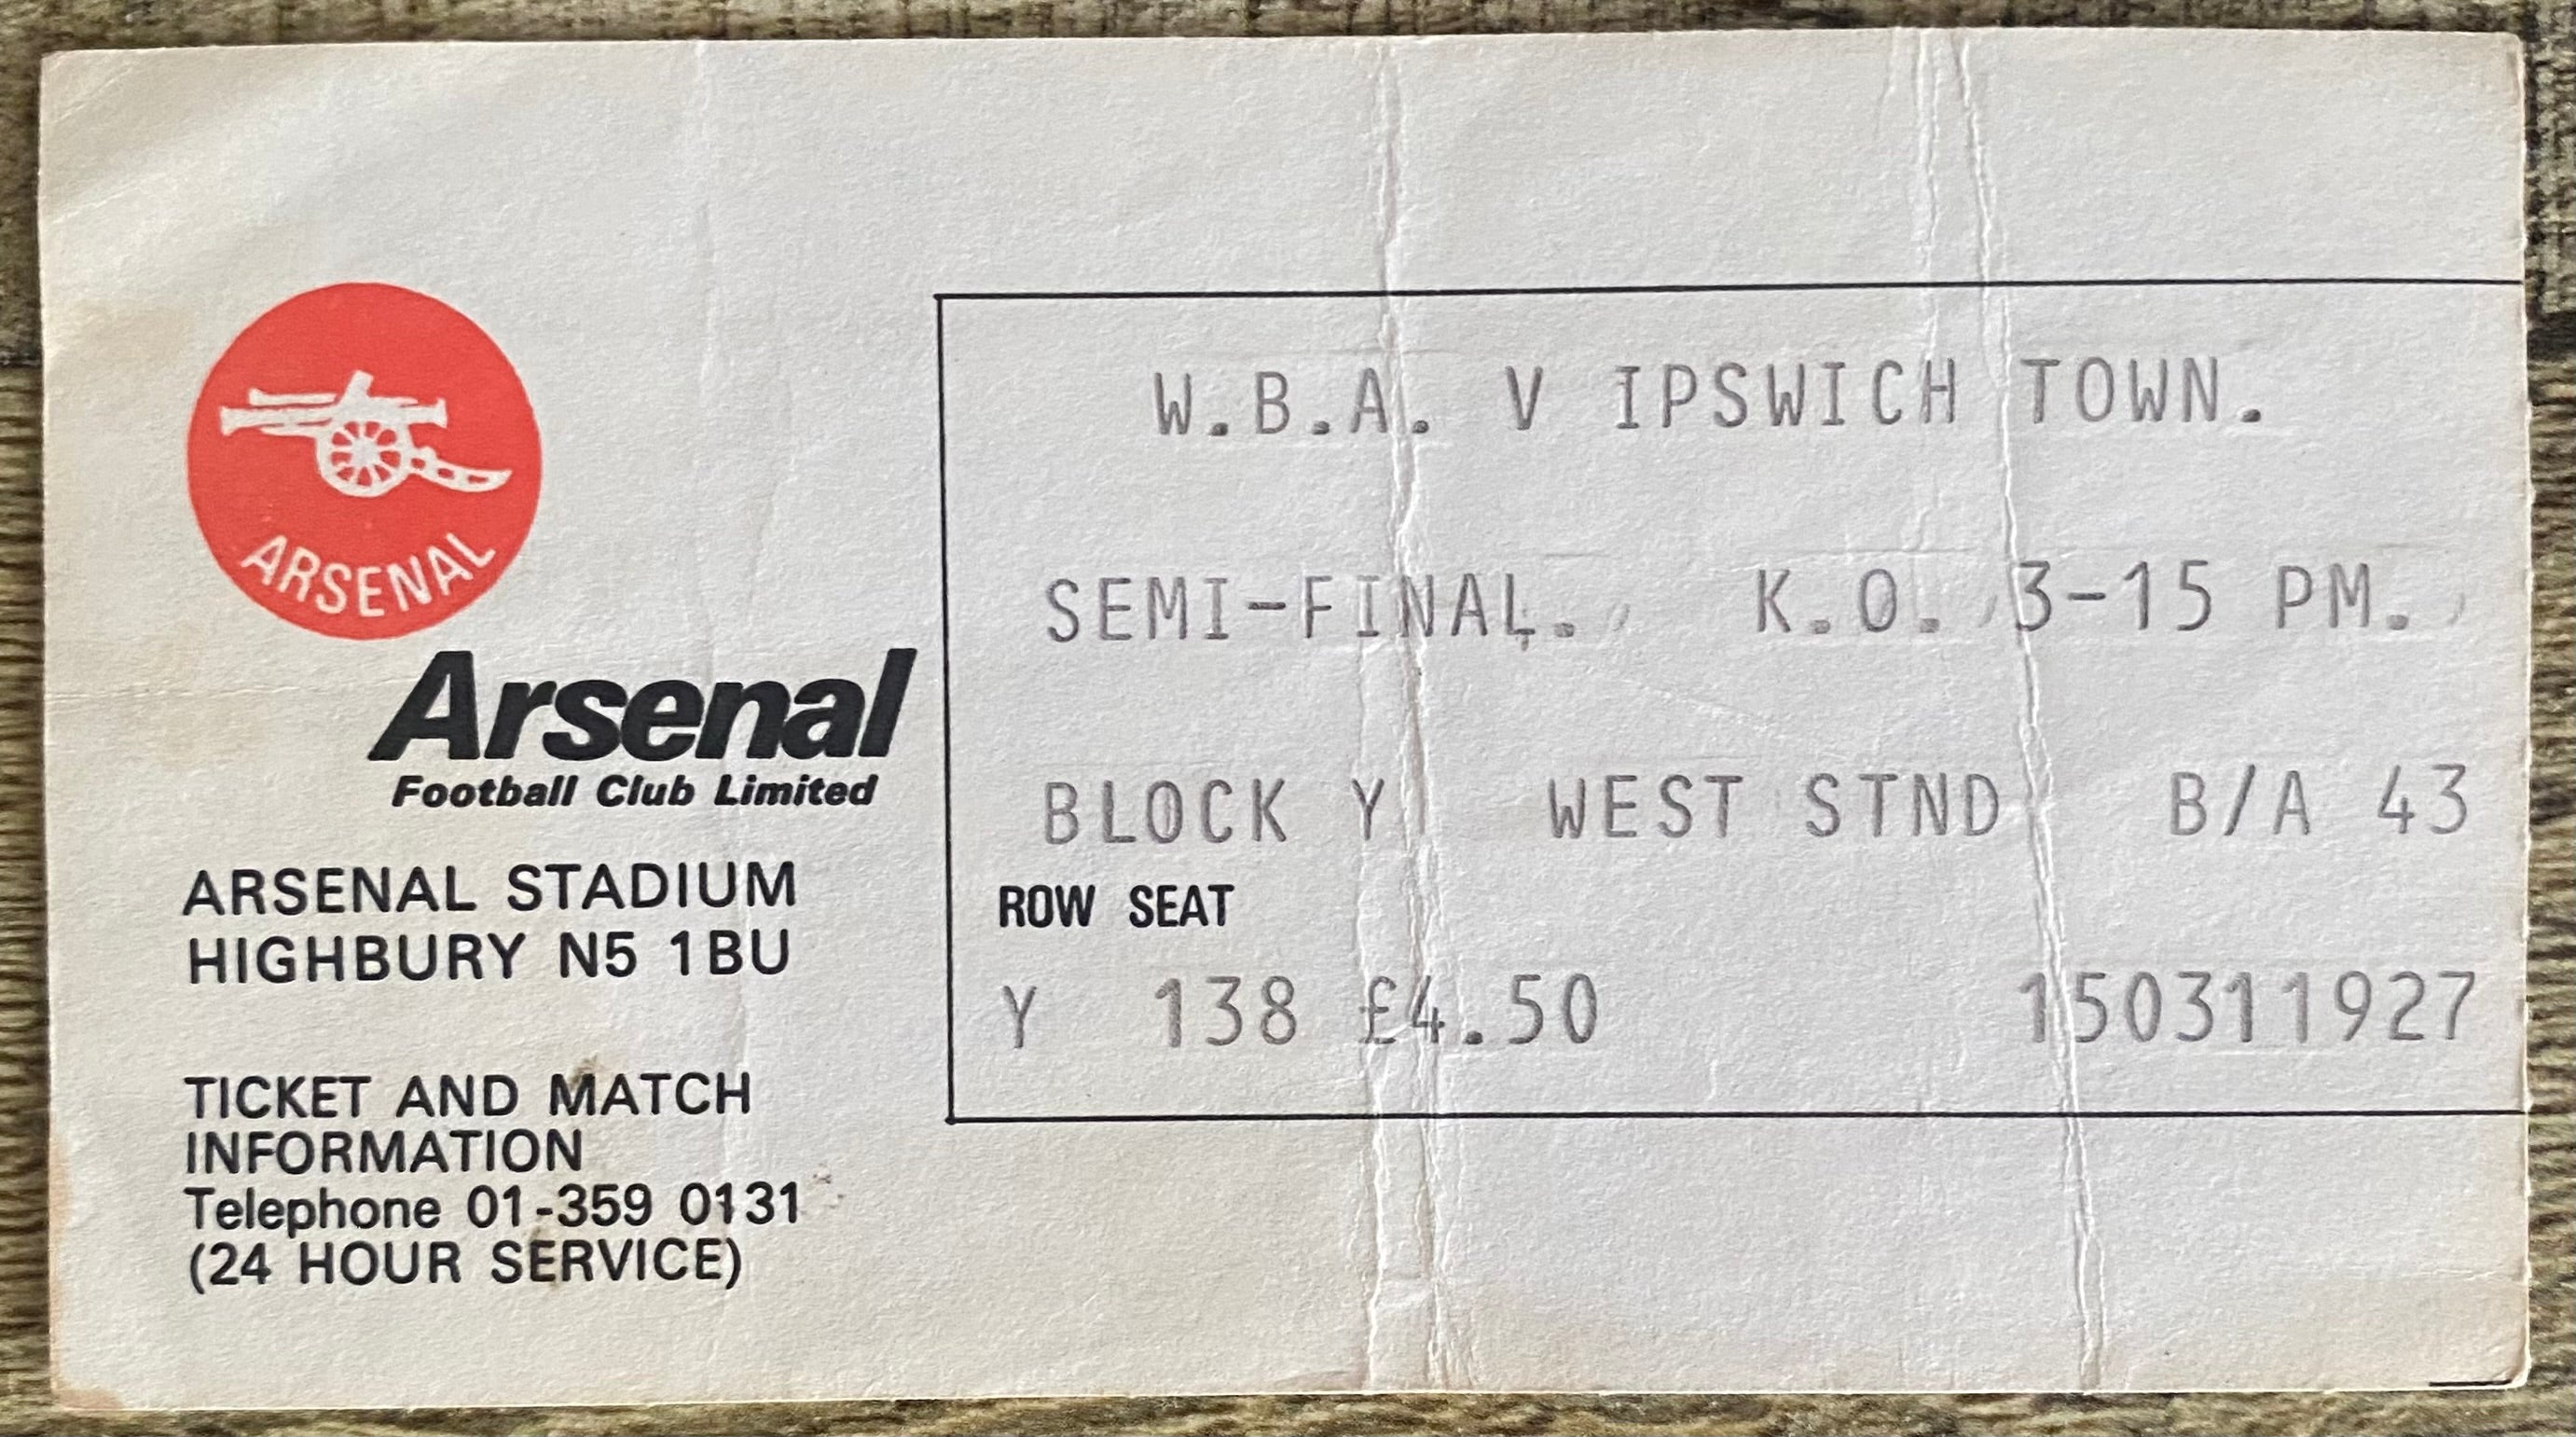 ARSENAL
Arsenal
Football Club Limited
ARSENAL STADIUM
HIGHBURY N5 1BU
TICKET AND MATCH
INFORMATION
Telephone 01-359 0131
(24 HOUR SERVICE)
W.B.A. V IPSWICH TOWN.
SEMI-FINAL. K.O. 3-15 PM.
BLOCK Y WEST STND B/A 43
ROW SEAT
Y 138 £4.50 150311927